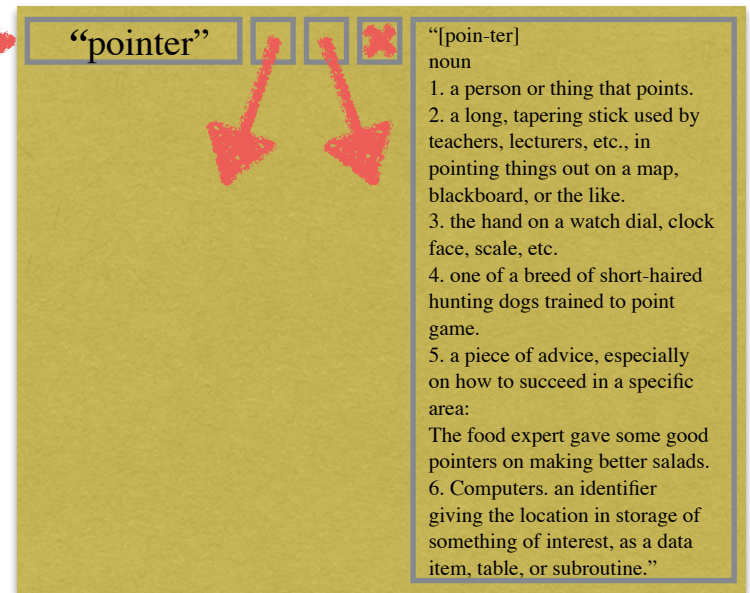 “pointer”
“[poin-ter]
noun
1. a person or thing that points.
2. a long, tapering stick used by
teachers, lecturers, etc., in
pointing things out on a map,
blackboard, or the like.
3. the hand on a watch dial, clock
face, scale, etc.
4. one of a breed of short-haired
hunting dogs trained to point
game.
5. a piece of advice, especially
on how to succeed in a specific
area:
The food expert gave some good
pointers on making better salads.
6. Computers. an identifier
giving the location in storage of
something of interest, as a data
item, table, or subroutine.”